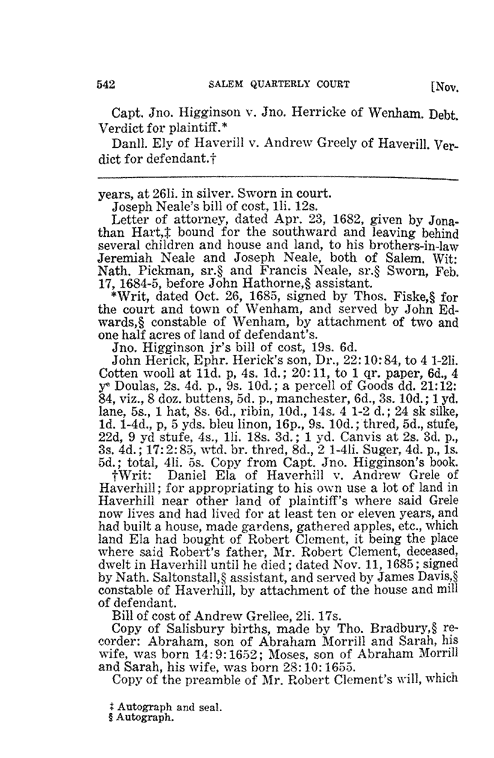 542 SALEM QUARTERLY COURT [Nov.
Capt. Jno. Higginson v. Jno. Herricke of Wenham. Debt.
Verdict for plaintiff.*
Danll. Ely of Haverill v. Andrew Greely of Haverill. Ver-
dict for defendant.†
years, at 26li. in silver. Sworn in court.
Joseph Neale's bill of cost, 1li. 12s.
Letter of attorney, dated Apr. 23, 1682, given by Jona-
than Hart,‡ bound for the southward and leaving behind
several children and house and land, to his brothers-in-law
Jeremiah Neale and Joseph Neale, both of Salem. Wit:
Nath. Pickman, sr.§ and Francis Neale, sr.§ Sworn, Feb.
17, 1684-5, before John Hathorne,§ assistant.
*Writ, dated Oct. 26, 1685, signed by Thos. Fiske,§ for
the court and town of Wenham, and served by John Ed-
wards,§ constable of Wenham, by attachment of two and
one half acres of land of defendant's.
Jno. Higginson jr's bill of cost, 19s. 6d.
John Herick, Ephr. Herick's son, Dr., 22:10:84, to 4 1-2li.
Cotten wooll at 11d. p, 4s. 1d.; 20:11, to 1 qr. paper, 6d., 4
yᵉ Doulas, 2s. 4d. p., 9s. 10d.; a percell of Goods dd. 21:12:
84, viz., 8 doz. buttens, 5d. p., manchester, 6d., 3s. 10d.; 1 yd.
lane, 5s., 1 hat, 8s. 6d., ribin, 10d., 14s. 4 1-2 d.; 24 sk silke,
1d. 1-4d., p, 5 yds. bleu linon, 16p., 9s. 10d.; thred, 5d., stufe,
22d, 9 yd stufe, 4s., 1li. 18s. 3d.; 1 yd. Canvis at 2s. 3d. p.,
3s. 4d.; 17:2:85, wtd. br. thred, 8d., 2 1-4li. Suger, 4d. p., 1s.
5d.; total, 4li. 5s. Copy from Capt. Jno. Higginson's book.
†Writ: Daniel Ela of Haverhill v. Andrew Grele of
Haverhill; for appropriating to his own use a lot of land in
Haverhill near other land of plaintiff's where said Grele
now lives and had lived for at least ten or eleven years, and
had built a house, made gardens, gathered apples, etc., which
land Ela had bought of Robert Clement, it being the place
where said Robert's father, Mr. Robert Clement, deceased,
dwelt in Haverhill until he died; dated Nov. 11, 1685; signed
by Nath. Saltonstall,§ assistant, and served by James Davis,§
constable of Haverhill, by attachment of the house and mill
of defendant.
Bill of cost of Andrew Grellee, 2li. 17s.
Copy of Salisbury births, made by Tho. Bradbury,§ re-
corder: Abraham, son of Abraham Morrill and Sarah, his
wife, was born 14:9:1652; Moses, son of Abraham Morrill
and Sarah, his wife, was born 28:10:1655.
Copy of the preamble of Mr. Robert Clement's will, which
‡ Autograph and seal.
§ Autograph.